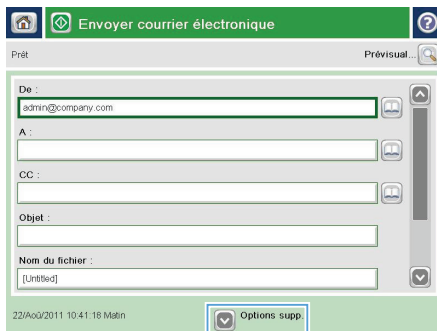 Envoyer courrier électronique
Prêt
Prévisual...
De :
admin@company.com
A :
CC :
Objet :
Nom du fichier :
[Untitled]
22/Aoû/2011 10:41:18 Matin
Options supp.